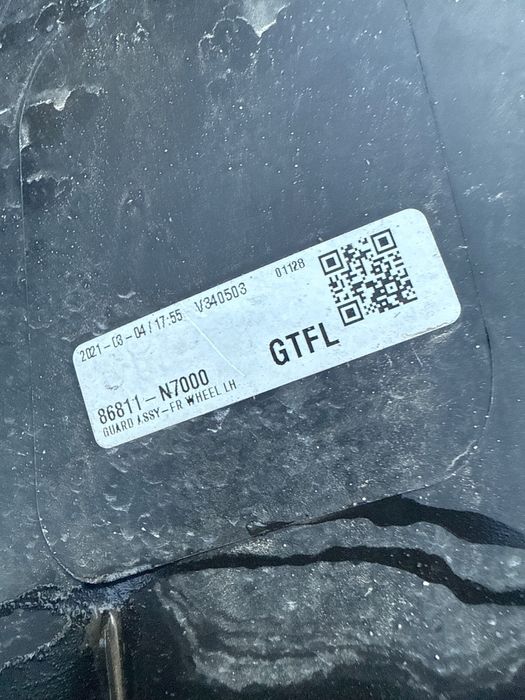 2021-03-04/17:55 V340503 01128
86811-N7000
GUARD ASSY-FR WHEEL LH
GTFL